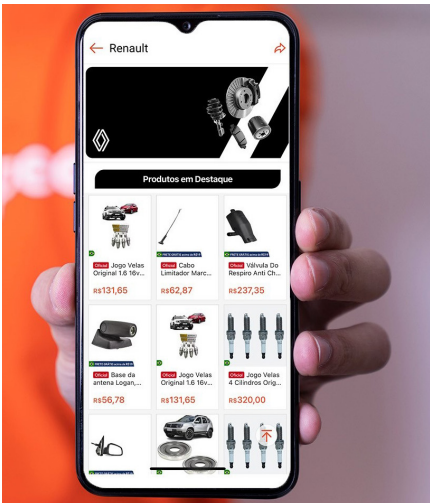 Renault
Produtos em Destaque
Oficial Jogo Velas
Original 1.6 16v...
R$131,65
Oficial Cabo
Limitador Marc...
R$62,87
Oficial Válvula Do
Respiro Anti Ch...
R$237,35
Oficial Base da
antena Logan,...
R$56,78
Oficial Jogo Velas
Original 1.6 16v...
R$131,65
Oficial Jogo Velas
4 Cilindros Orig...
R$320,00